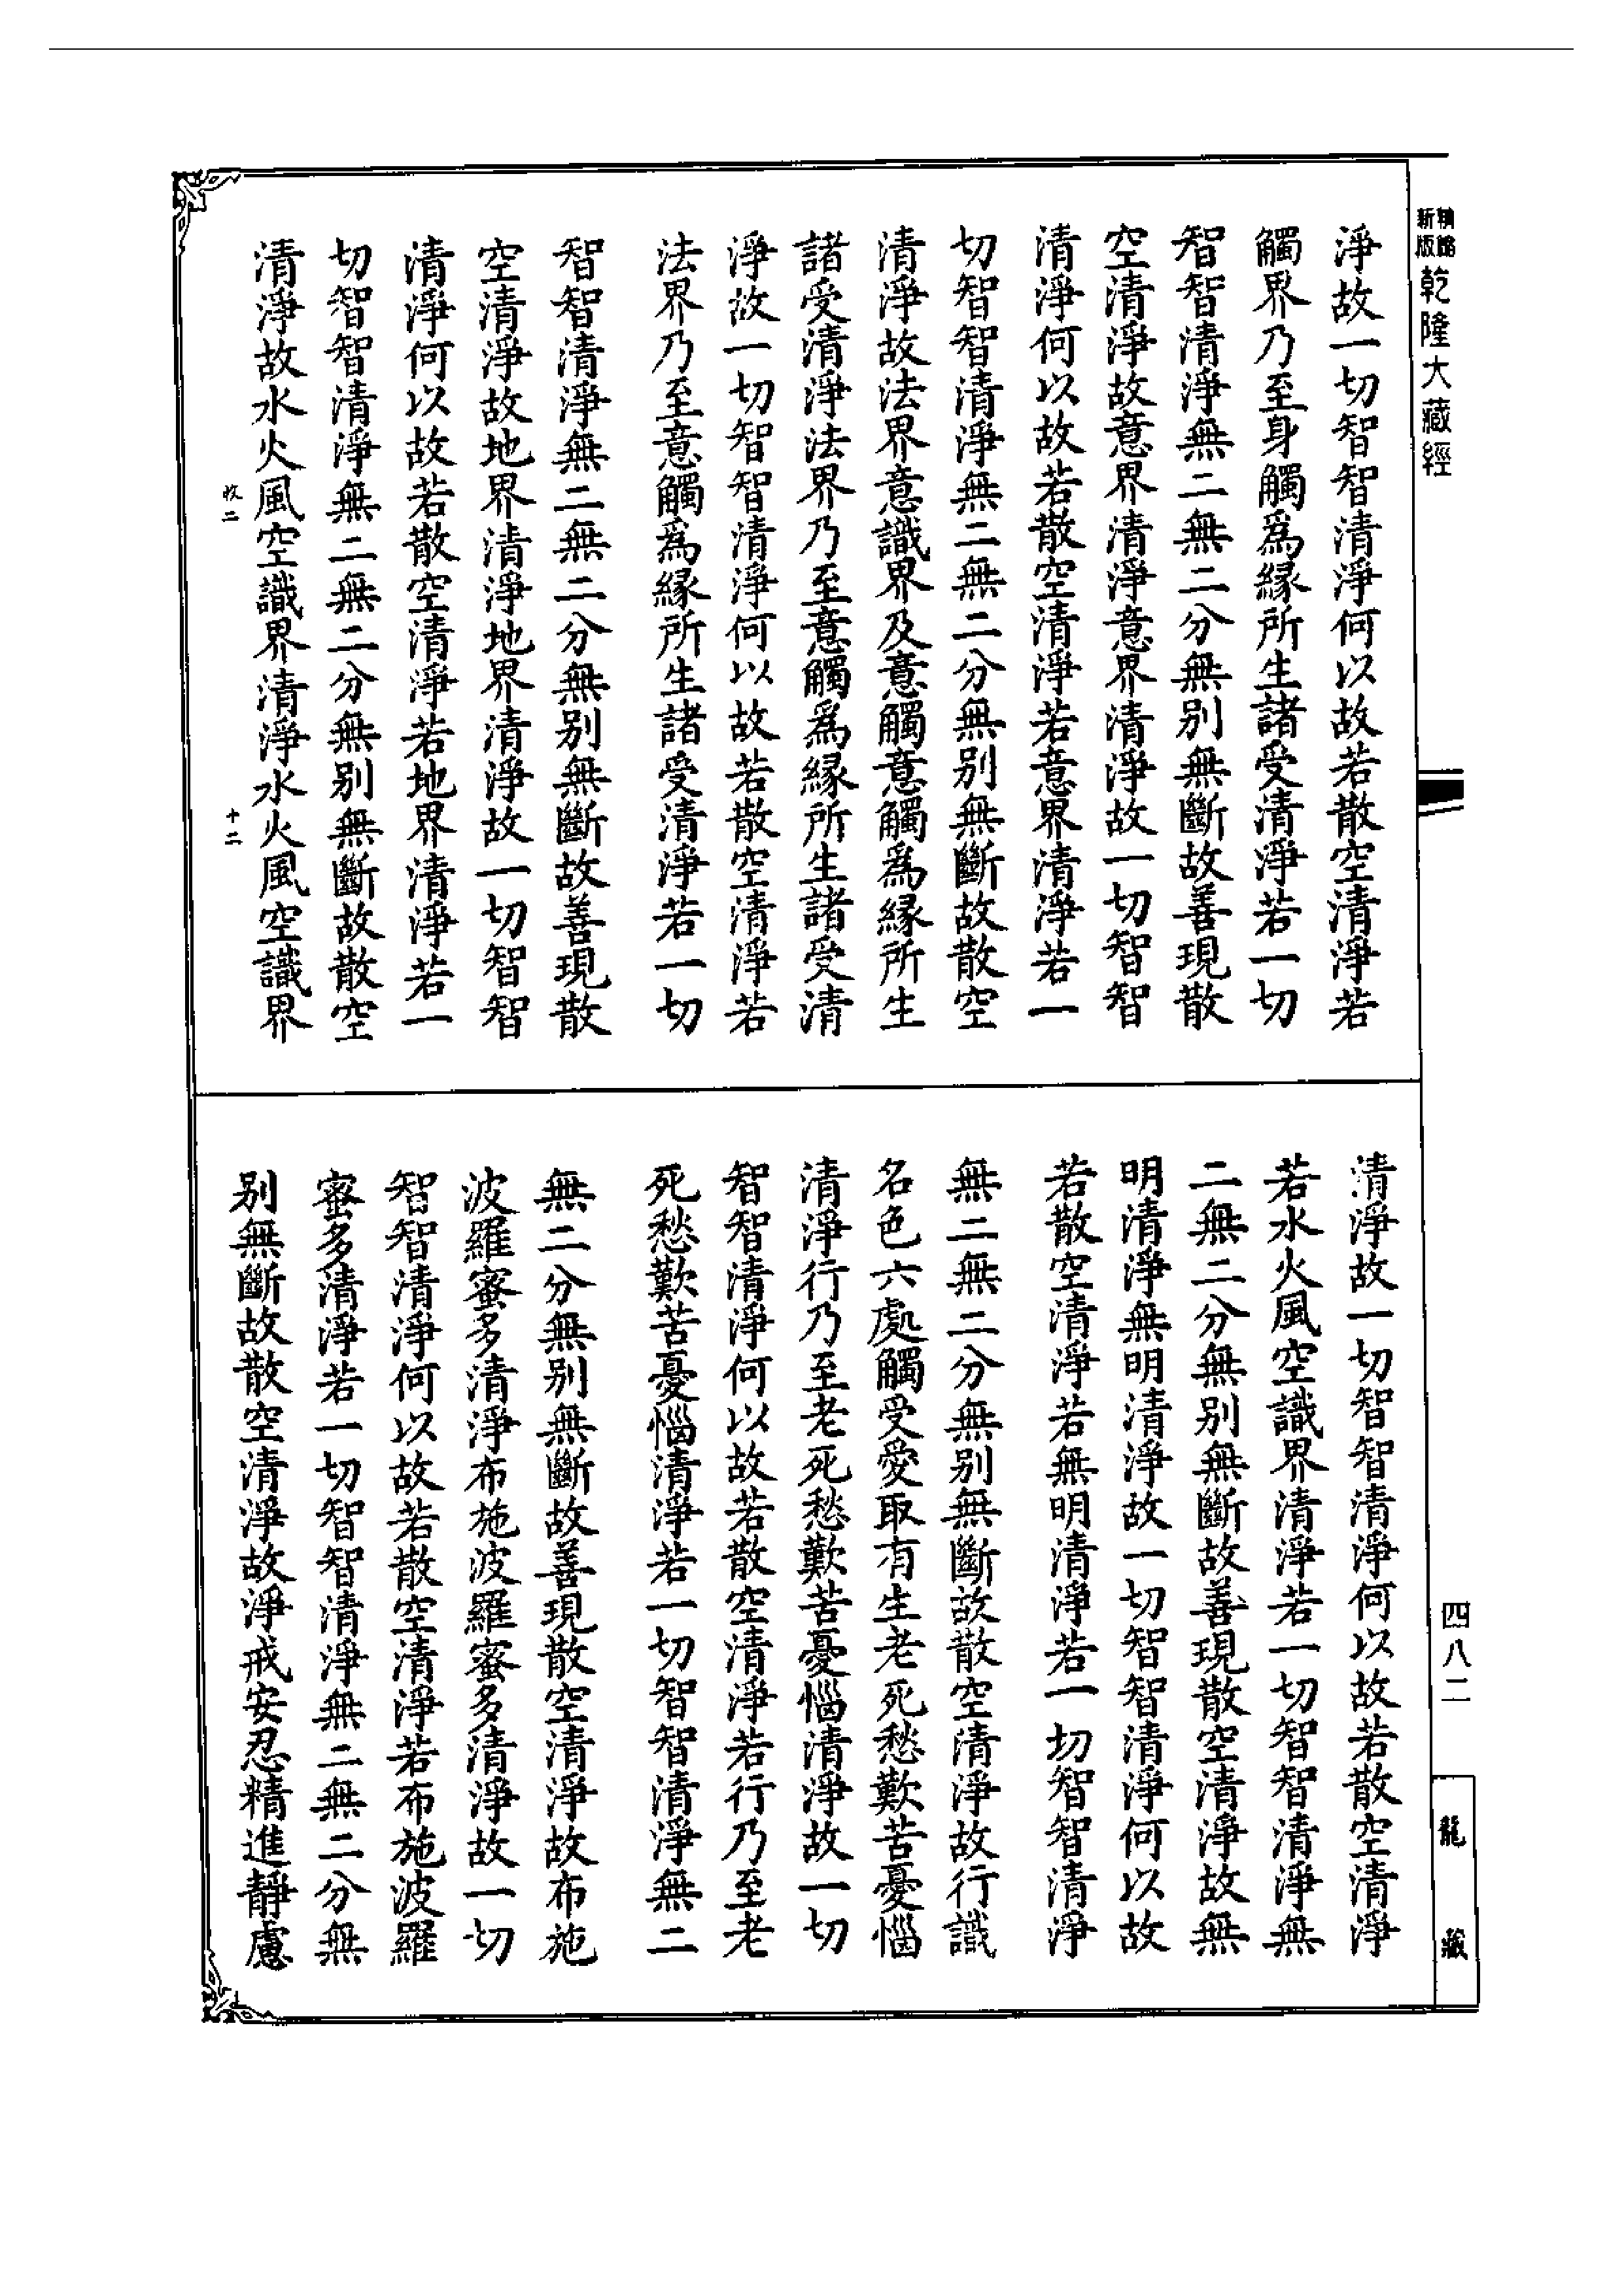 新版
精縮
乾隆大藏經
淨故一切智智清淨何以故若散空清淨若
觸界乃至身觸爲緣所生諸受清淨若一切
智智清淨無二無二分無別無斷故善現散
空清淨故意界清淨意界清淨故一切智智
清淨何以故若散空清淨若意界清淨若一
切智智清淨無二無二分無別無斷故散空
清淨故法界意識界及意觸意觸爲緣所生
諸受清淨法界乃至意觸爲緣所生諸受清
淨故一切智智清淨何以故若散空清淨若
法界乃至意觸爲緣所生諸受清淨若一切
智智清淨無二無二分無別無斷故善現散
空清淨故地界清淨地界清淨故一切智智
清淨何以故若散空清淨若地界清淨若一
切智智清淨無二無二分無別無斷故散空
清淨故水火風空識界清淨水火風空識界
十二
清淨故一切智智清淨何以故若散空清淨
若水火風空識界清淨若一切智智清淨無
二無二分無別無斷故善現散空清淨故無
明清淨無明清淨故一切智智清淨何以故
若散空清淨若無明清淨若一切智智清淨
無二無二分無別無斷故散空清淨故行識
名色六處觸受愛取有生老死愁歎苦憂惱
清淨行乃至老死愁歎苦憂惱清淨故一切
智智清淨何以故若散空清淨若行乃至老
死愁歎苦憂惱清淨若一切智智清淨無二
無二分無別無斷故善現散空清淨故布施
波羅蜜多清淨布施波羅蜜多清淨故一切
智智清淨何以故若散空清淨若布施波羅
蜜多清淨若一切智智清淨無二無二分無
別無斷故散空清淨故淨戒安忍精進靜慮
四八二
龍藏